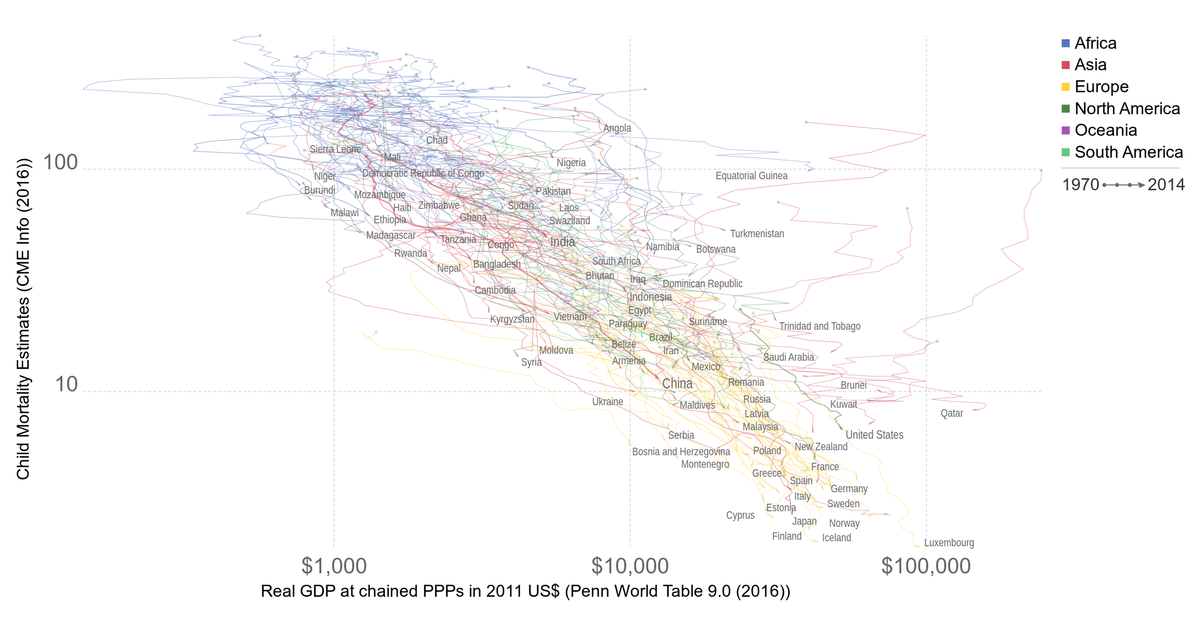 Africa
Asia
Europe
North America
Oceania
South America
1970 2014
Child Mortality Estimates (CME Info (2016))
100
10
Angola
Chad
Sierra Leone
Mali
Nigeria
Niger
Democratic Republic of Congo
Equatorial Guinea
Burundi
Mozambique
Pakistan
Haiti
Zimbabwe
Sudan
Laos
Malawi
Ethiopia
Ghana
Swaziland
Madagascar
Tanzania
Congo
India
Turkmenistan
Rwanda
Namibia
Botswana
Nepal
Bangladesh
South Africa
Bhutan
Iraq
Dominican Republic
Cambodia
Indonesia
Egypt
Kyrgyzstan
Vietnam
Paraguay
Suriname
Trinidad and Tobago
Belize
Brazil
Moldova
Iran
Syria
Armenia
Saudi Arabia
Mexico
China
Romania
Brunei
Ukraine
Maldives
Russia
Kuwait
Latvia
Qatar
Malaysia
Serbia
United States
Bosnia and Herzegovina
Poland
New Zealand
Montenegro
Greece
France
Spain
Germany
Italy
Sweden
Cyprus
Estonia
Japan
Norway
Finland
Iceland
Luxembourg
$1,000
$10,000
$100,000
Real GDP at chained PPPs in 2011 US$ (Penn World Table 9.0 (2016))